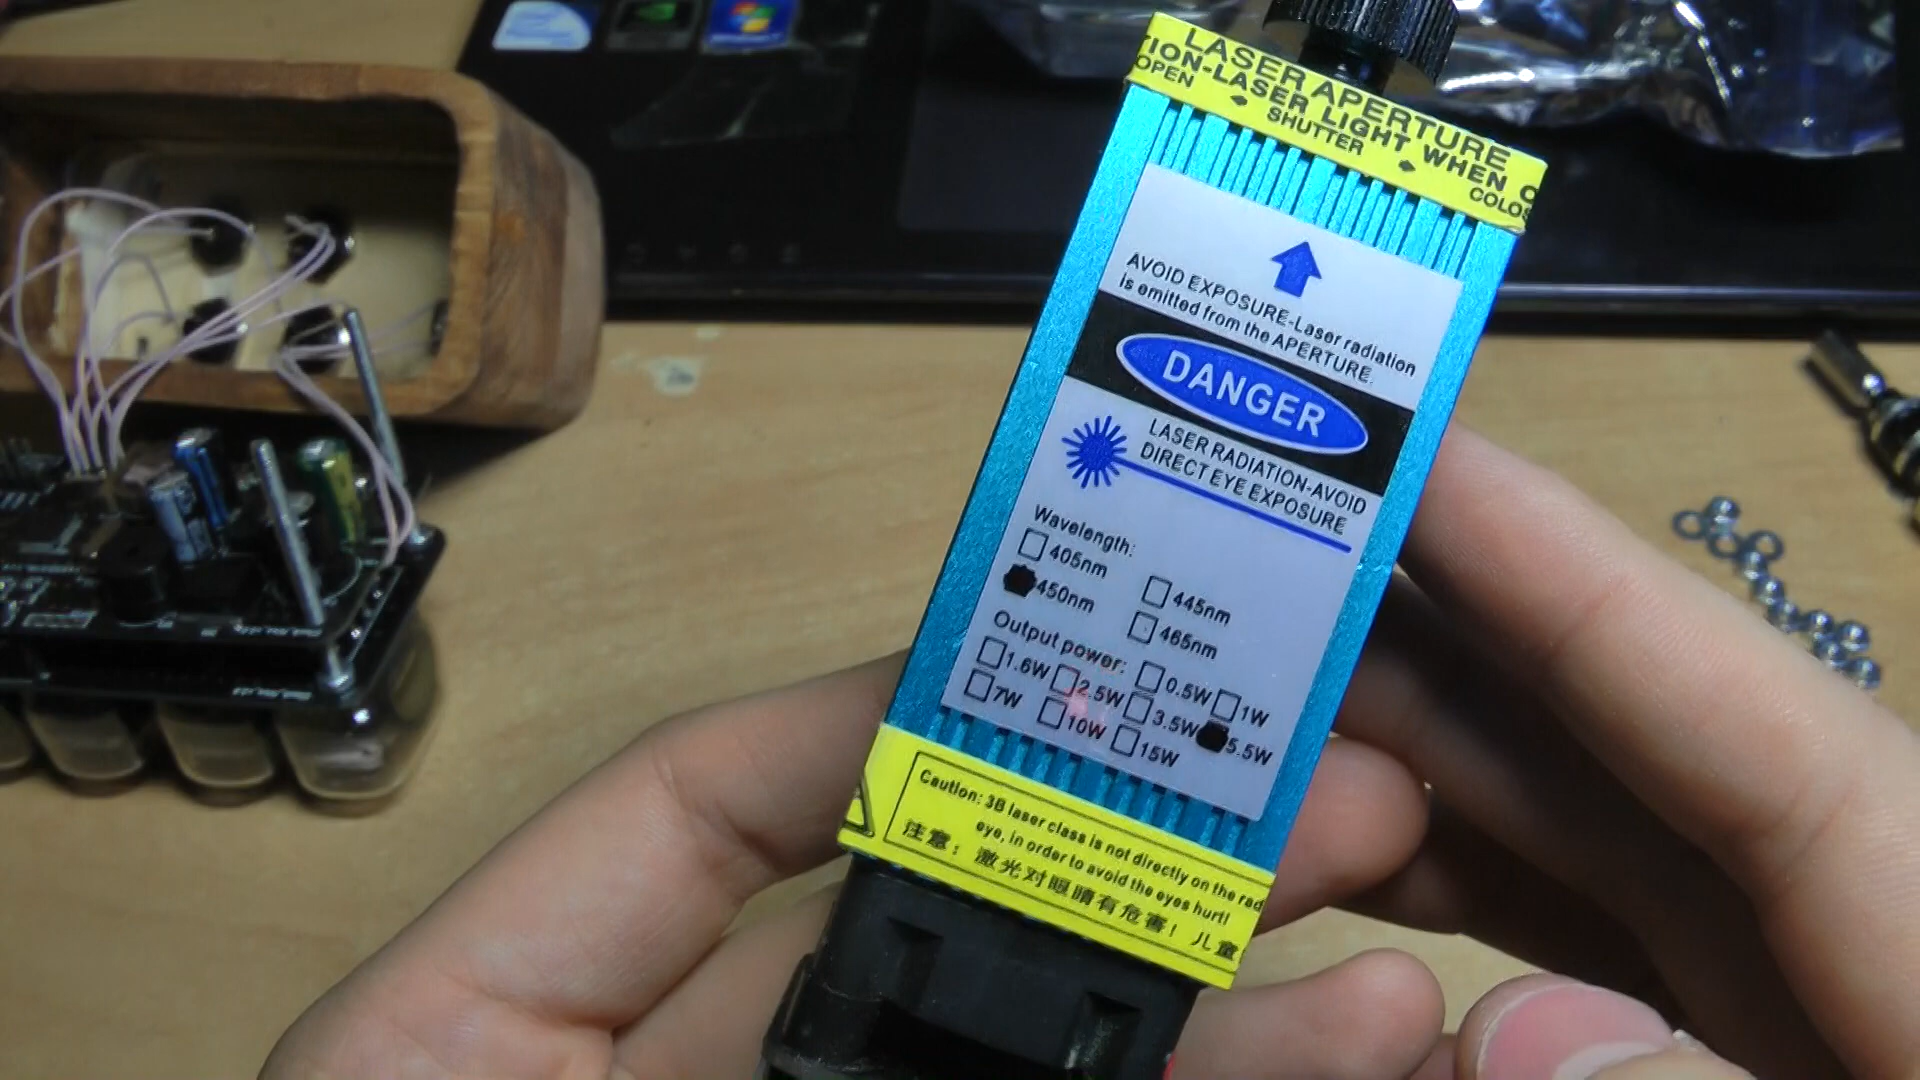 LASER APERTURE
TION-LASER LIGHT WHEN O
OPEN ◆ SHUTTER ◆ COLOS
AVOID EXPOSURE-Laser radiation
is emitted from the APERTURE.
DANGER
LASER RADIATION-AVOID
DIRECT EYE EXPOSURE
Wavelength:
405nm 445nm
450nm 465nm
Output power: 0.5W 1W
1.6W 2.5W 3.5W 5.5W
7W 10W 15W
Caution: 3B laser class is not directly on the rad
eye, in order to avoid the eyes hurt!
注意: 激光对眼睛有危害! 儿童